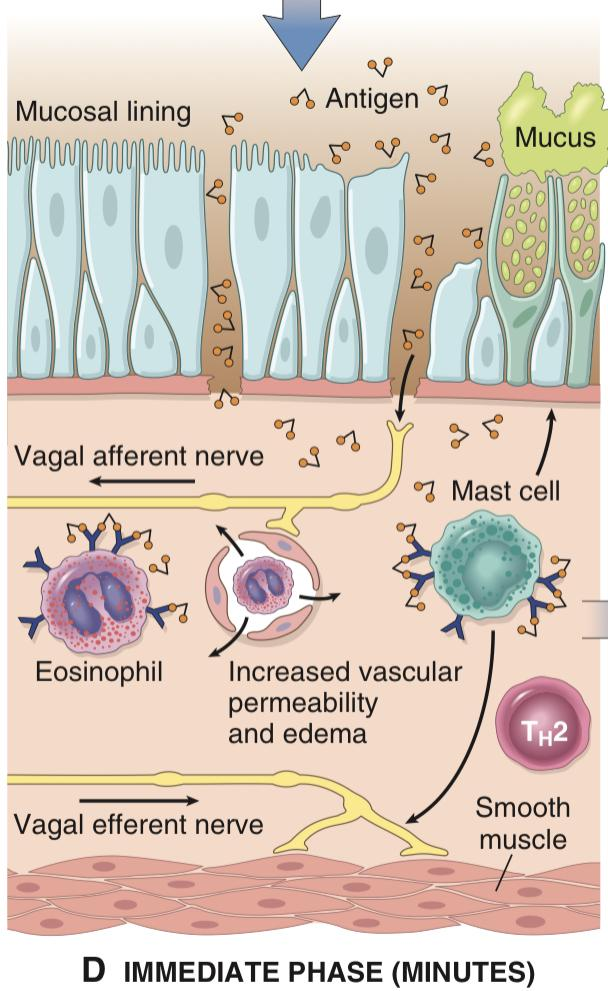 Antigen
Mucosal lining
Mucus
Vagal afferent nerve
Mast cell
Eosinophil
Increased vascular
permeability
and edema
TH2
Vagal efferent nerve
Smooth
muscle
D IMMEDIATE PHASE (MINUTES)